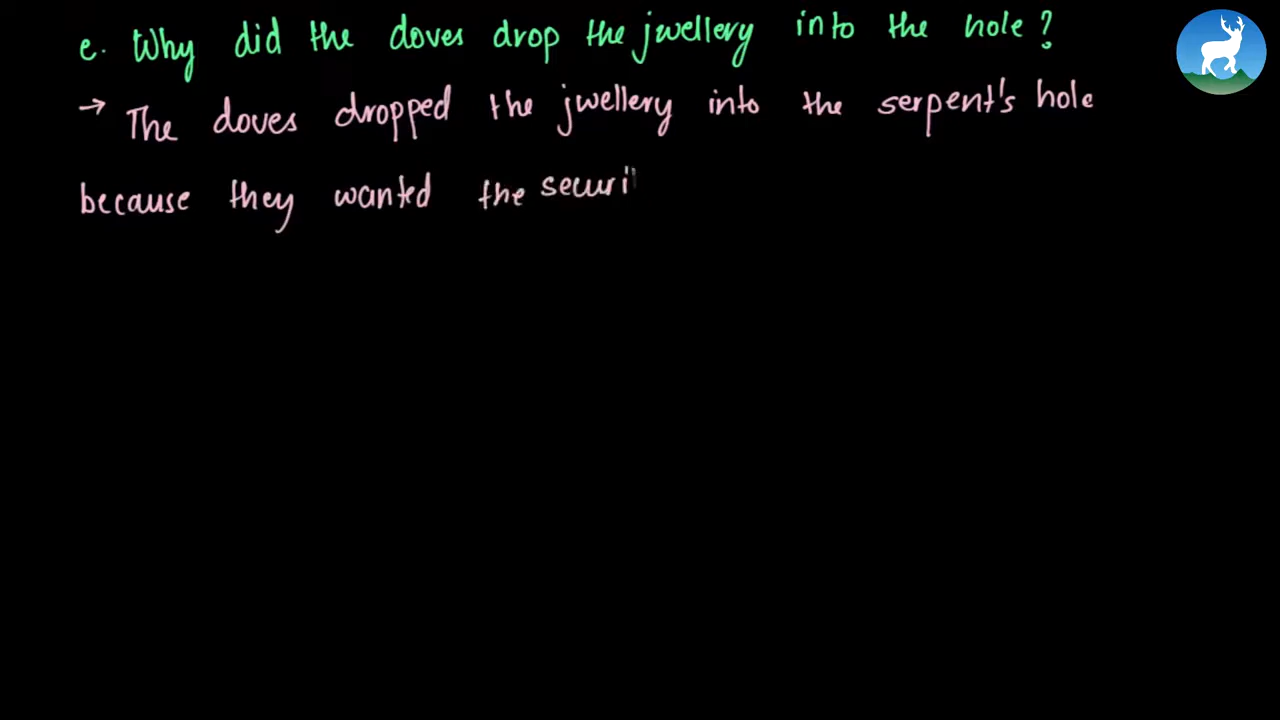 e. Why did the doves drop the jwellery into the hole?
→ The doves dropped the jwellery into the serpent's hole
because they wanted the securi